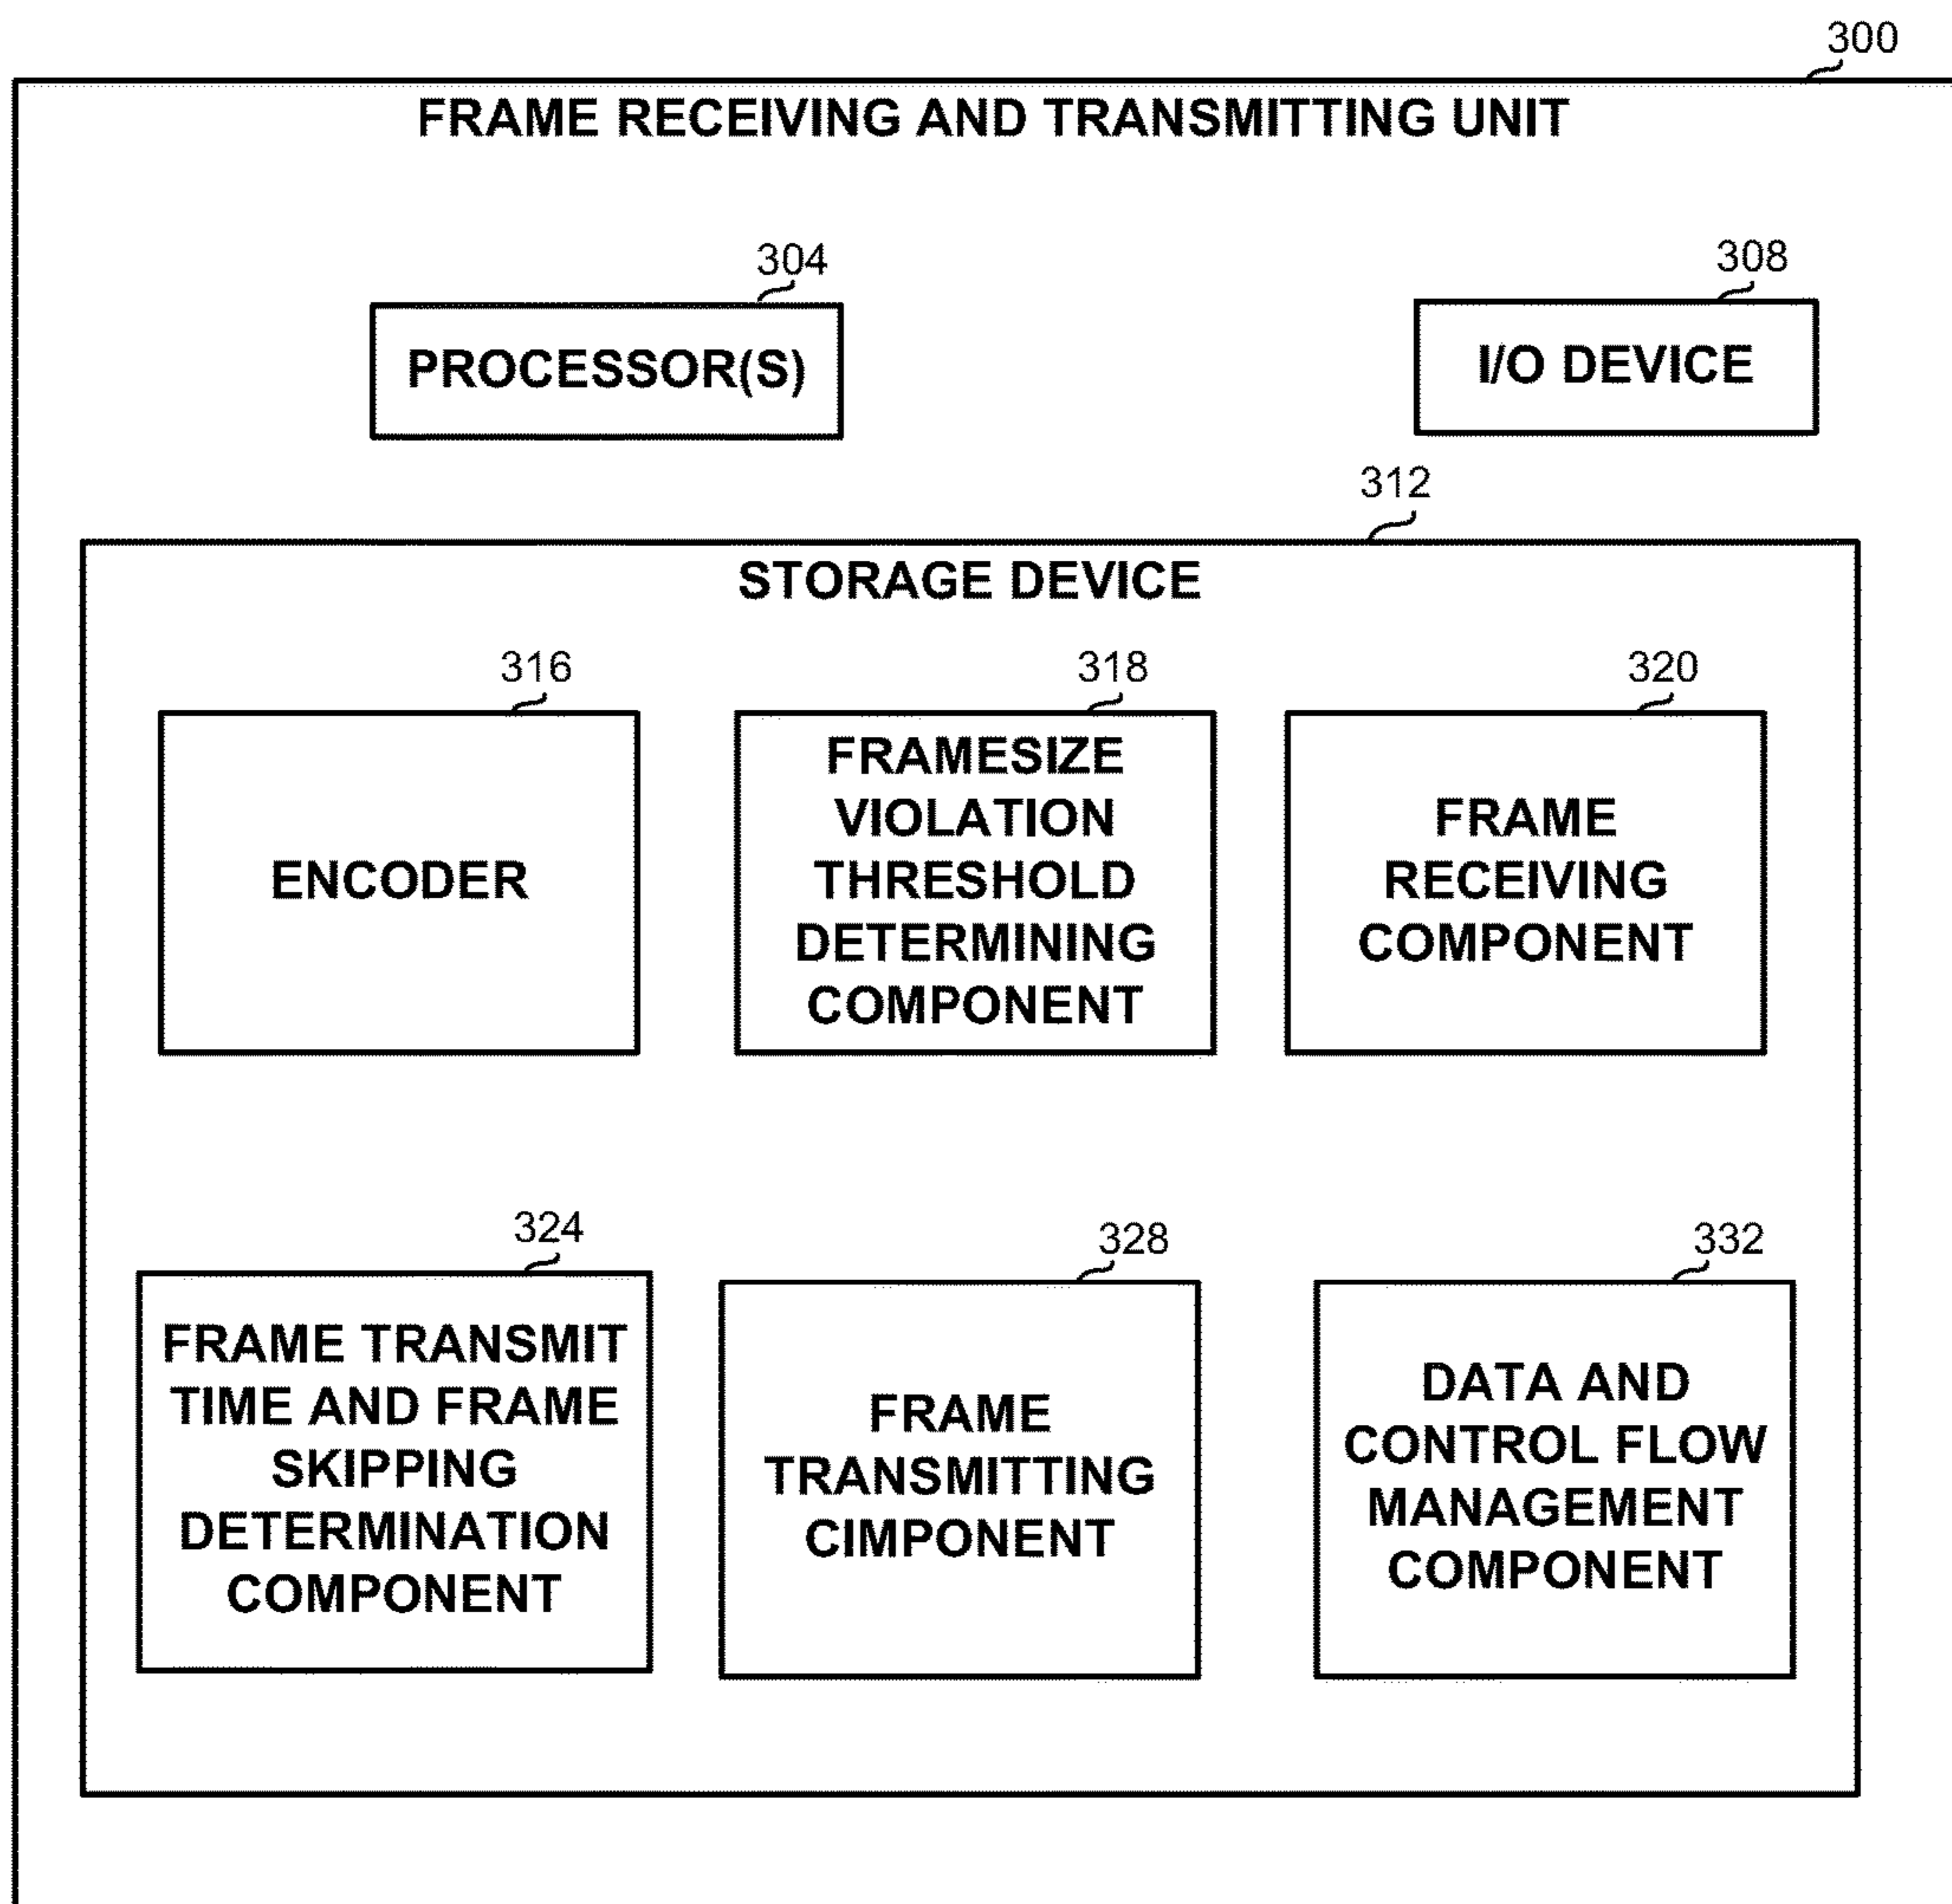 300
FRAME RECEIVING AND TRANSMITTING UNIT
304
PROCESSOR(S)
308
I/O DEVICE
312
STORAGE DEVICE
316
ENCODER
318
FRAMESIZE
VIOLATION
THRESHOLD
DETERMINING
COMPONENT
320
FRAME
RECEIVING
COMPONENT
324
FRAME TRANSMIT
TIME AND FRAME
SKIPPING
DETERMINATION
COMPONENT
328
FRAME
TRANSMITTING
CIMPONENT
332
DATA AND
CONTROL FLOW
MANAGEMENT
COMPONENT